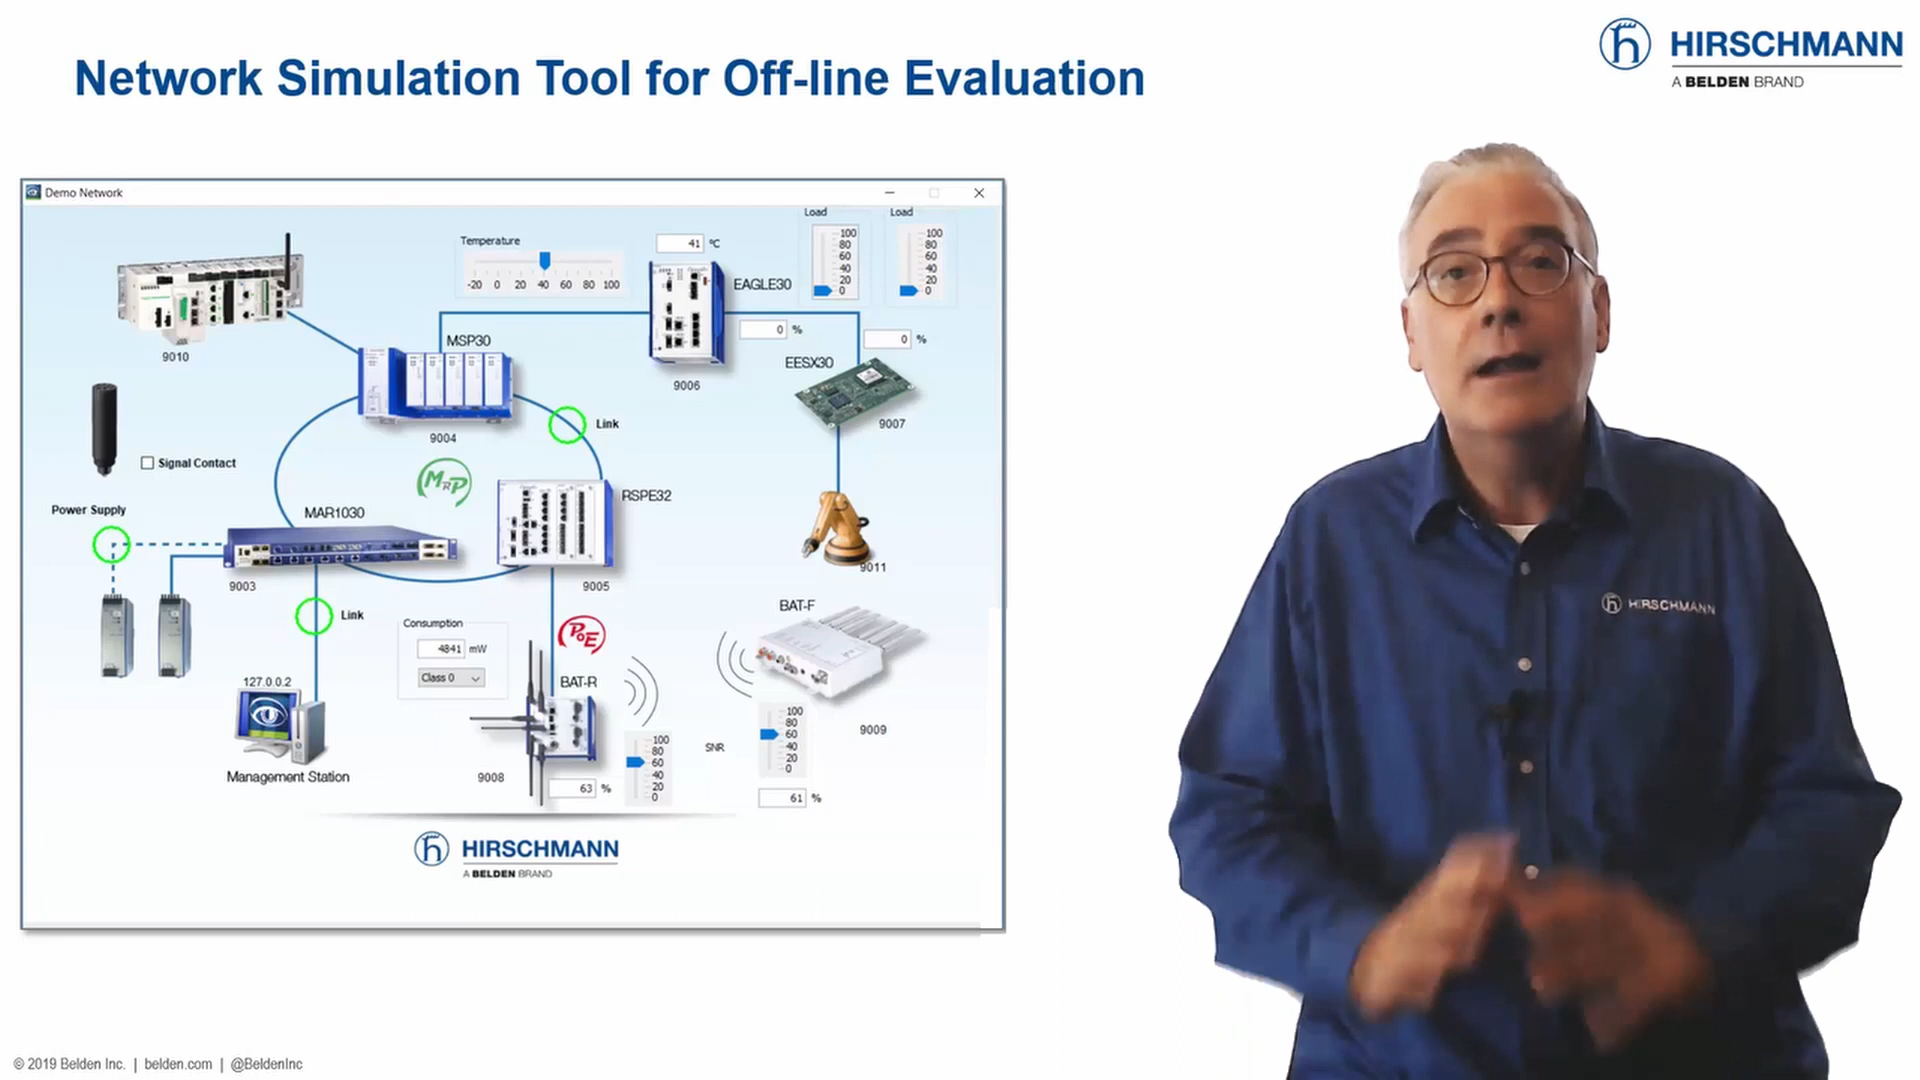 Network Simulation Tool for Off-line Evaluation
HIRSCHMANN
A BELDEN BRAND
Demo Network
Load
Load
100
80
60
40
20
0
100
80
60
40
20
0
Temperature
-20 0 20 40 60 80 100
41 °C
EAGLE30
0 %
0 %
9006
9010
MSP30
9004
Link
EESX30
9007
Signal Contact
MRP
RSPE32
9005
Power Supply
MAR1030
9003
Link
9011
Consumption
4841 mW
Class 0
PoE
BAT-F
9009
127.0.0.2
Management Station
BAT-R
9008
63 %
100
80
60
40
20
0
SNR
100
80
60
40
20
0
61 %
HIRSCHMANN
A BELDEN BRAND
HIRSCHMANN
© 2019 Belden Inc. | belden.com | @BeldenInc